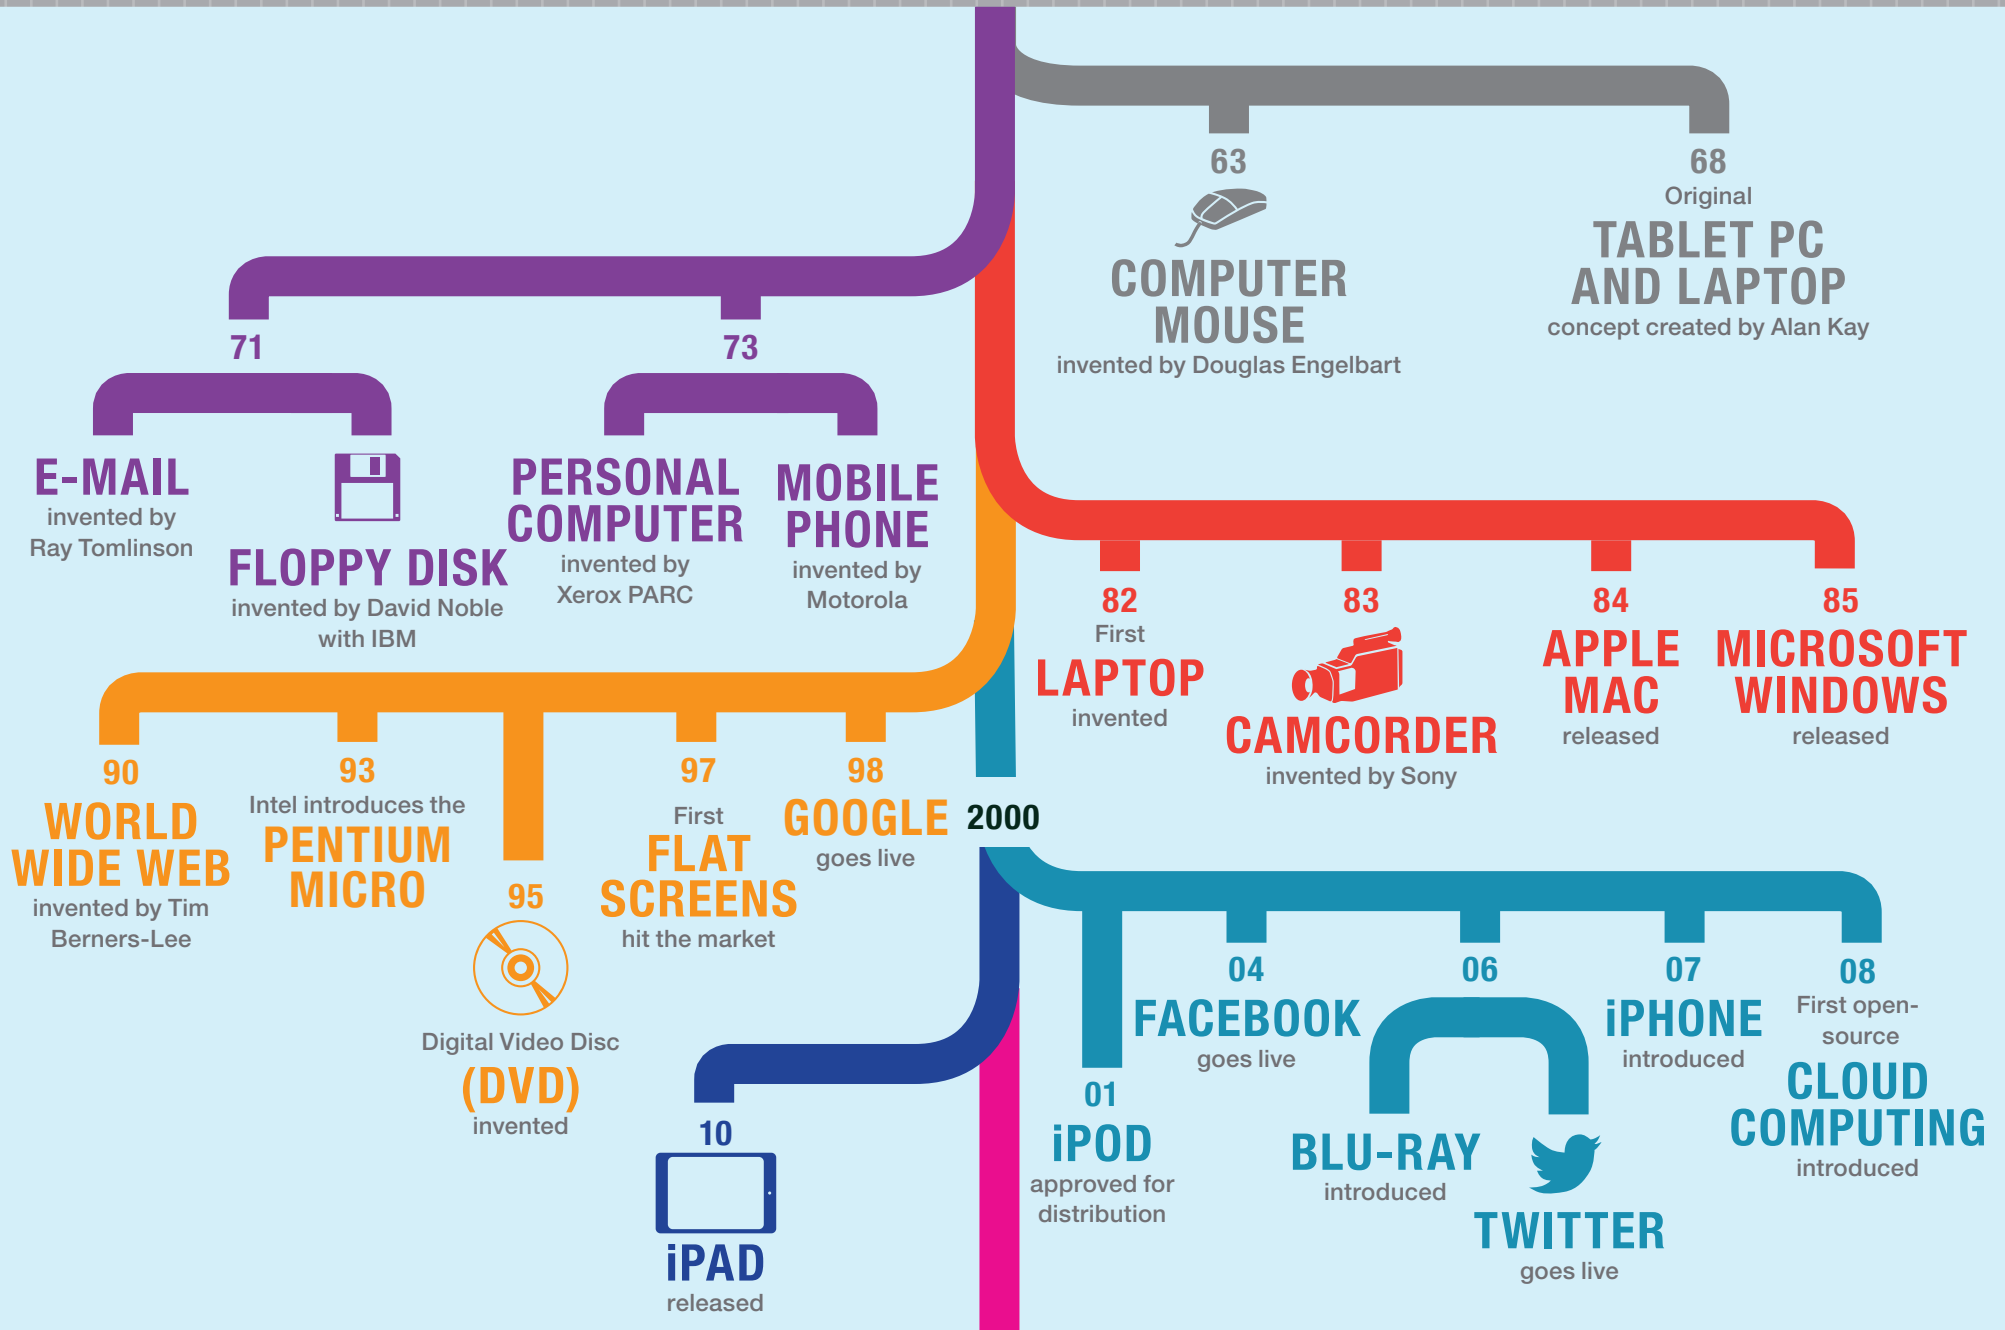 63
COMPUTER
MOUSE
invented by Douglas Engelbart
68
Original
TABLET PC
AND LAPTOP
concept created by Alan Kay
71
E-MAIL
invented by
Ray Tomlinson
FLOPPY DISK
invented by David Noble
with IBM
73
PERSONAL
COMPUTER
invented by
Xerox PARC
MOBILE
PHONE
invented by
Motorola
82
First
LAPTOP
invented
83
CAMCORDER
invented by Sony
84
APPLE
MAC
released
85
MICROSOFT
WINDOWS
released
90
WORLD
WIDE WEB
invented by Tim
Berners-Lee
93
Intel introduces the
PENTIUM
MICRO
95
Digital Video Disc
(DVD)
invented
97
First
FLAT
SCREENS
hit the market
98
GOOGLE
goes live
2000
01
iPOD
approved for
distribution
04
FACEBOOK
goes live
06
BLU-RAY
introduced
TWITTER
goes live
07
iPHONE
introduced
08
First open-
source
CLOUD
COMPUTING
introduced
10
iPAD
released